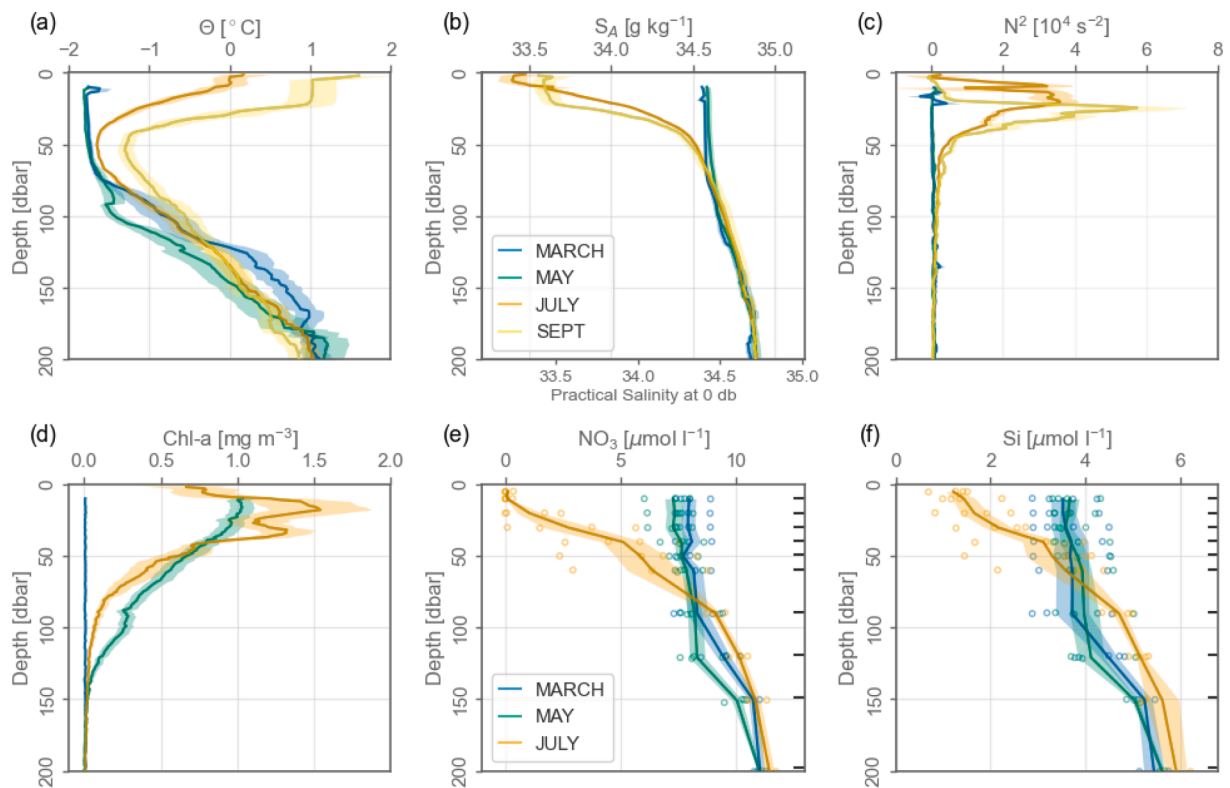 (a) Θ [°C]
−2 −1 0 1 2
Depth [dbar]
0
50
100
150
200
(b) S_A [g kg⁻¹]
33.5 34.0 34.5 35.0
Depth [dbar]
0
50
100
150
200
MARCH
MAY
JULY
SEPT
33.5 34.0 34.5 35.0
Practical Salinity at 0 db
(c) N² [10⁴ s⁻²]
0 2 4 6 8
Depth [dbar]
0
50
100
150
200
(d) Chl-a [mg m⁻³]
0.0 0.5 1.0 1.5 2.0
Depth [dbar]
0
50
100
150
200
(e) NO₃ [μmol l⁻¹]
0 5 10
Depth [dbar]
0
50
100
150
200
MARCH
MAY
JULY
(f) Si [μmol l⁻¹]
0 2 4 6
Depth [dbar]
0
50
100
150
200